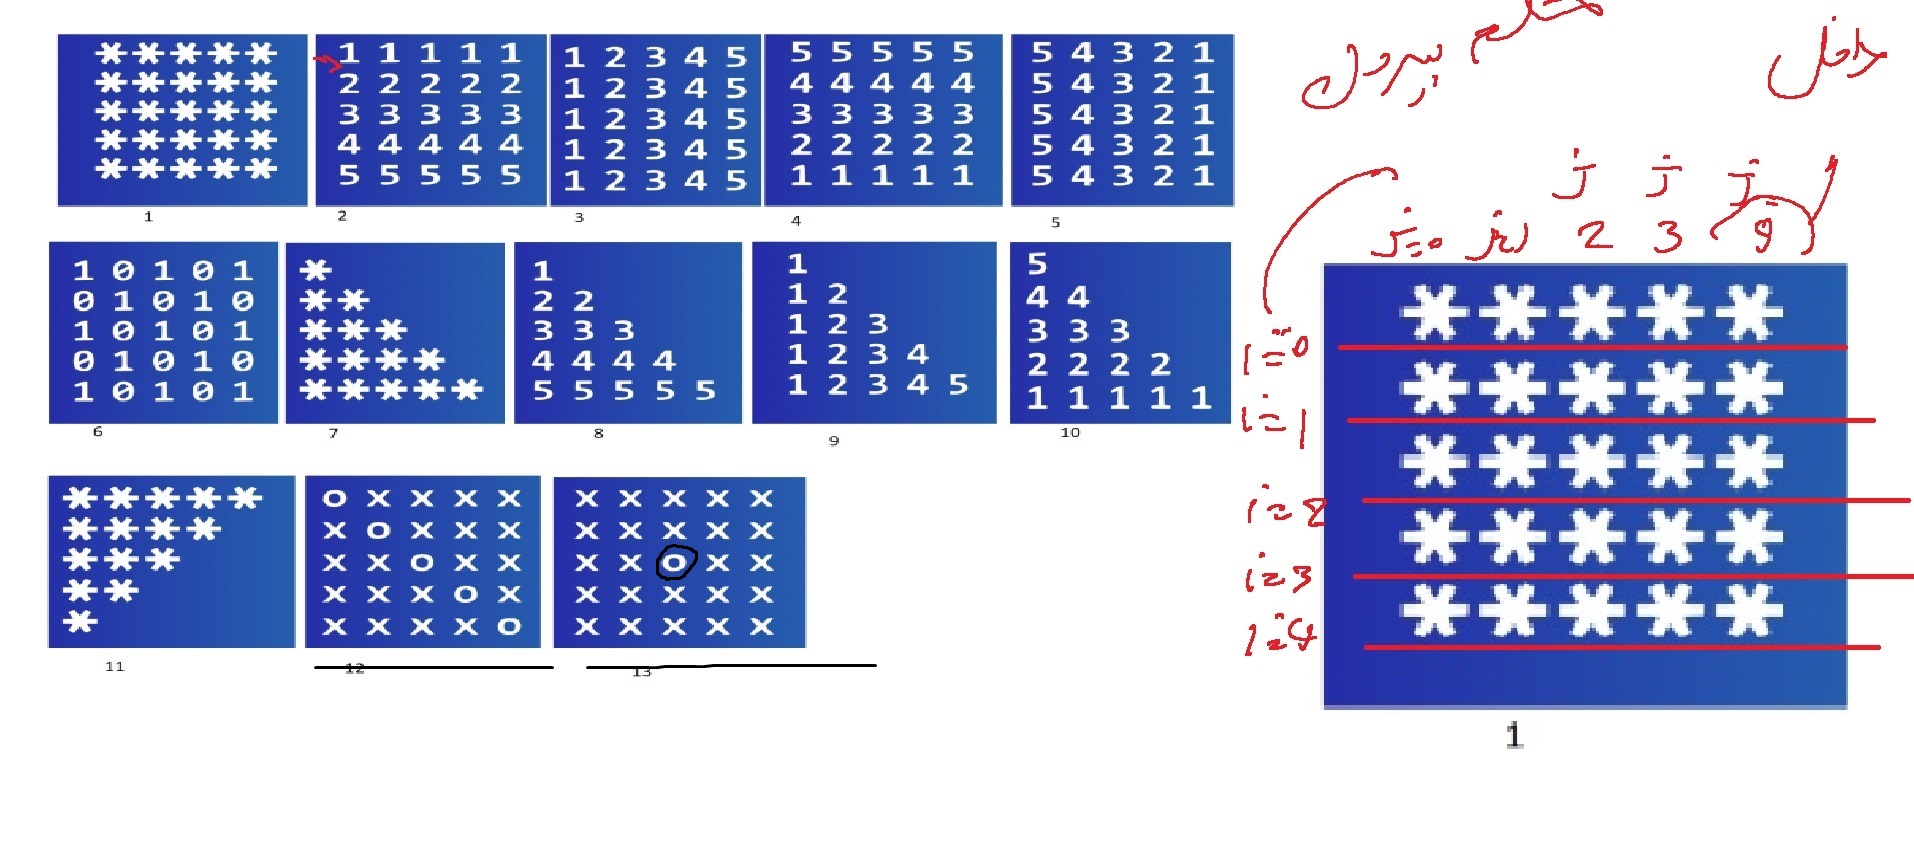 * * * * *
* * * * *
* * * * *
* * * * *
* * * * *
1
1 1 1 1 1
2 2 2 2 2
3 3 3 3 3
4 4 4 4 4
5 5 5 5 5
2
1 2 3 4 5
1 2 3 4 5
1 2 3 4 5
1 2 3 4 5
1 2 3 4 5
3
5 5 5 5 5
4 4 4 4 4
3 3 3 3 3
2 2 2 2 2
1 1 1 1 1
4
5 4 3 2 1
5 4 3 2 1
5 4 3 2 1
5 4 3 2 1
5 4 3 2 1
5
1 0 1 0 1
0 1 0 1 0
1 0 1 0 1
0 1 0 1 0
1 0 1 0 1
6
*
* *
* * *
* * * *
* * * * *
7
1
2 2
3 3 3
4 4 4 4
5 5 5 5 5
8
1
1 2
1 2 3
1 2 3 4
1 2 3 4 5
9
5
4 4
3 3 3
2 2 2 2
1 1 1 1 1
10
* * * * *
* * * *
* * *
* *
*
11
O X X X X
X O X X X
X X O X X
X X X O X
X X X X O
12
X X X X X
X X X X X
X X O X X
X X X X X
X X X X X
13
j j j
j=0 2 3
i=0
i=1
i=2
i=3
i=4
* * * * *
* * * * *
* * * * *
* * * * *
* * * * *
1